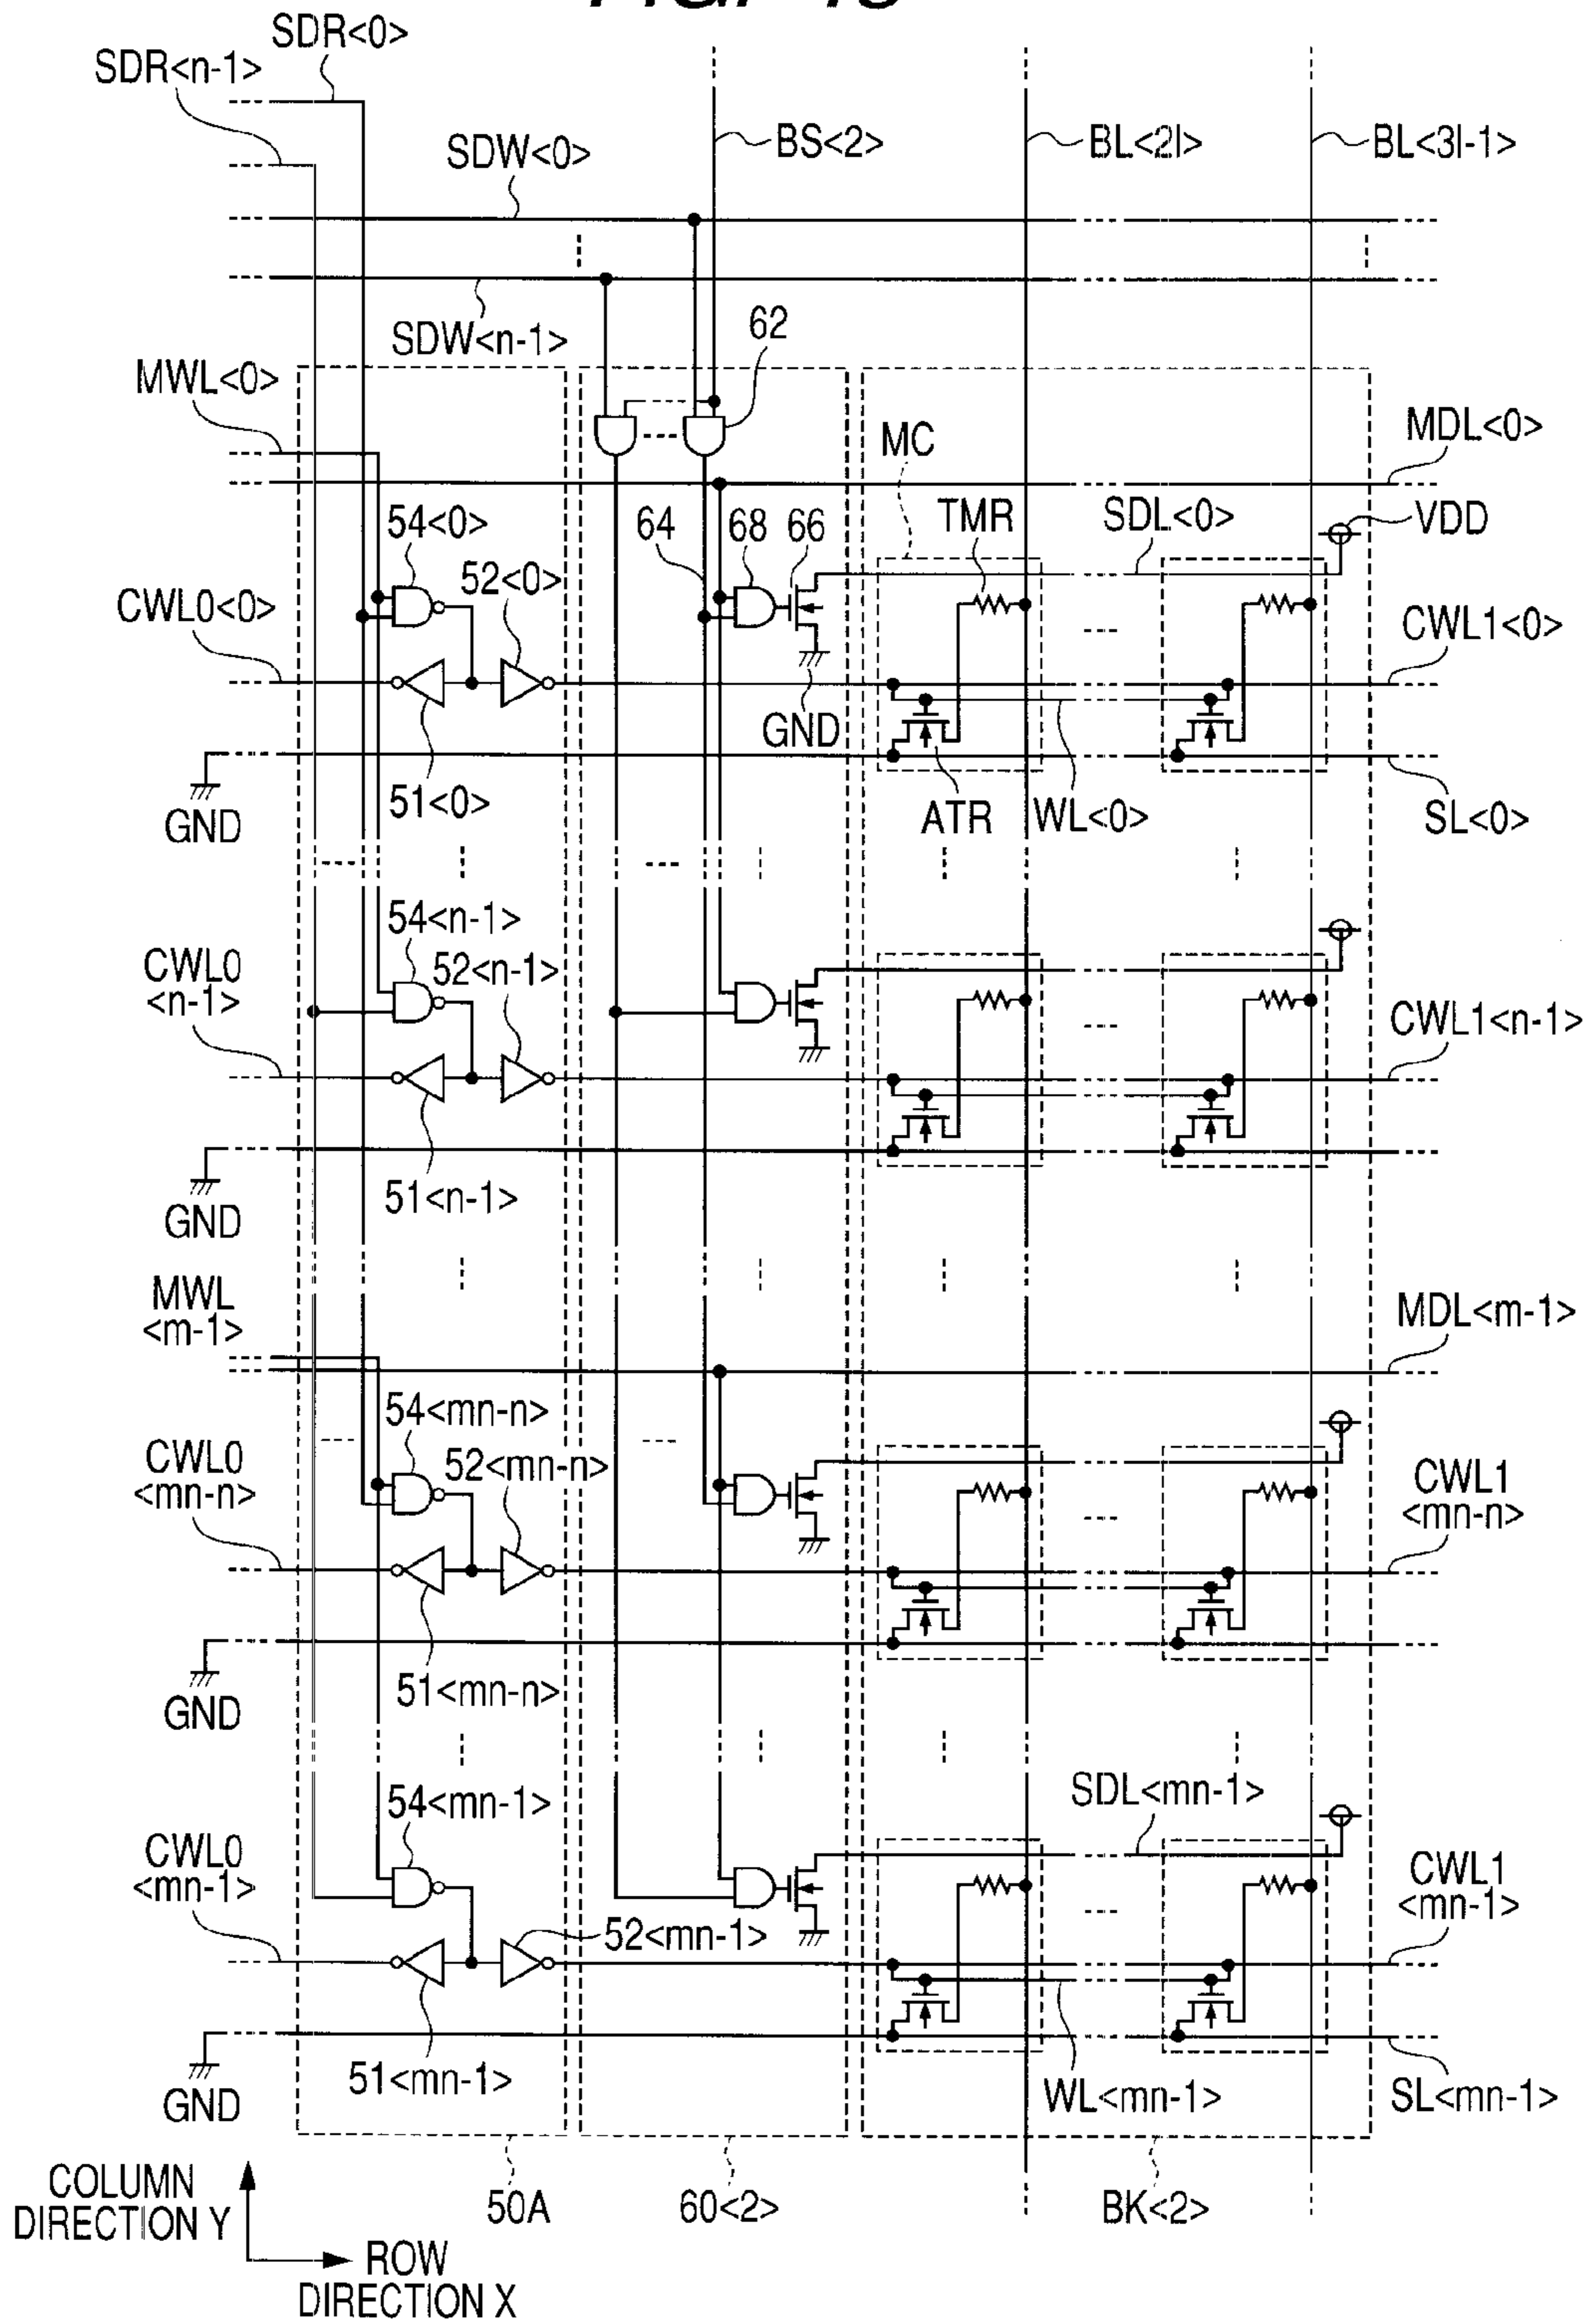 SDR<0>
SDR<n-1>
SDW<0>
BS<2>
BL<2l>
BL<3l-1>
SDW<n-1>
62
MWL<0>
MC
MDL<0>
54<0>
64
68
66
TMR
SDL<0>
VDD
52<0>
CWL0<0>
CWL1<0>
GND
51<0>
ATR
WL<0>
SL<0>
GND
54<n-1>
CWL0
<n-1>
52<n-1>
CWL1<n-1>
51<n-1>
GND
MWL
<m-1>
MDL<m-1>
54<mn-n>
CWL0
<mn-n>
52<mn-n>
CWL1
<mn-n>
51<mn-n>
GND
SDL<mn-1>
54<mn-1>
CWL0
<mn-1>
CWL1
<mn-1>
52<mn-1>
51<mn-1>
GND
WL<mn-1>
SL<mn-1>
COLUMN
DIRECTION Y
50A
60<2>
BK<2>
ROW
DIRECTION X